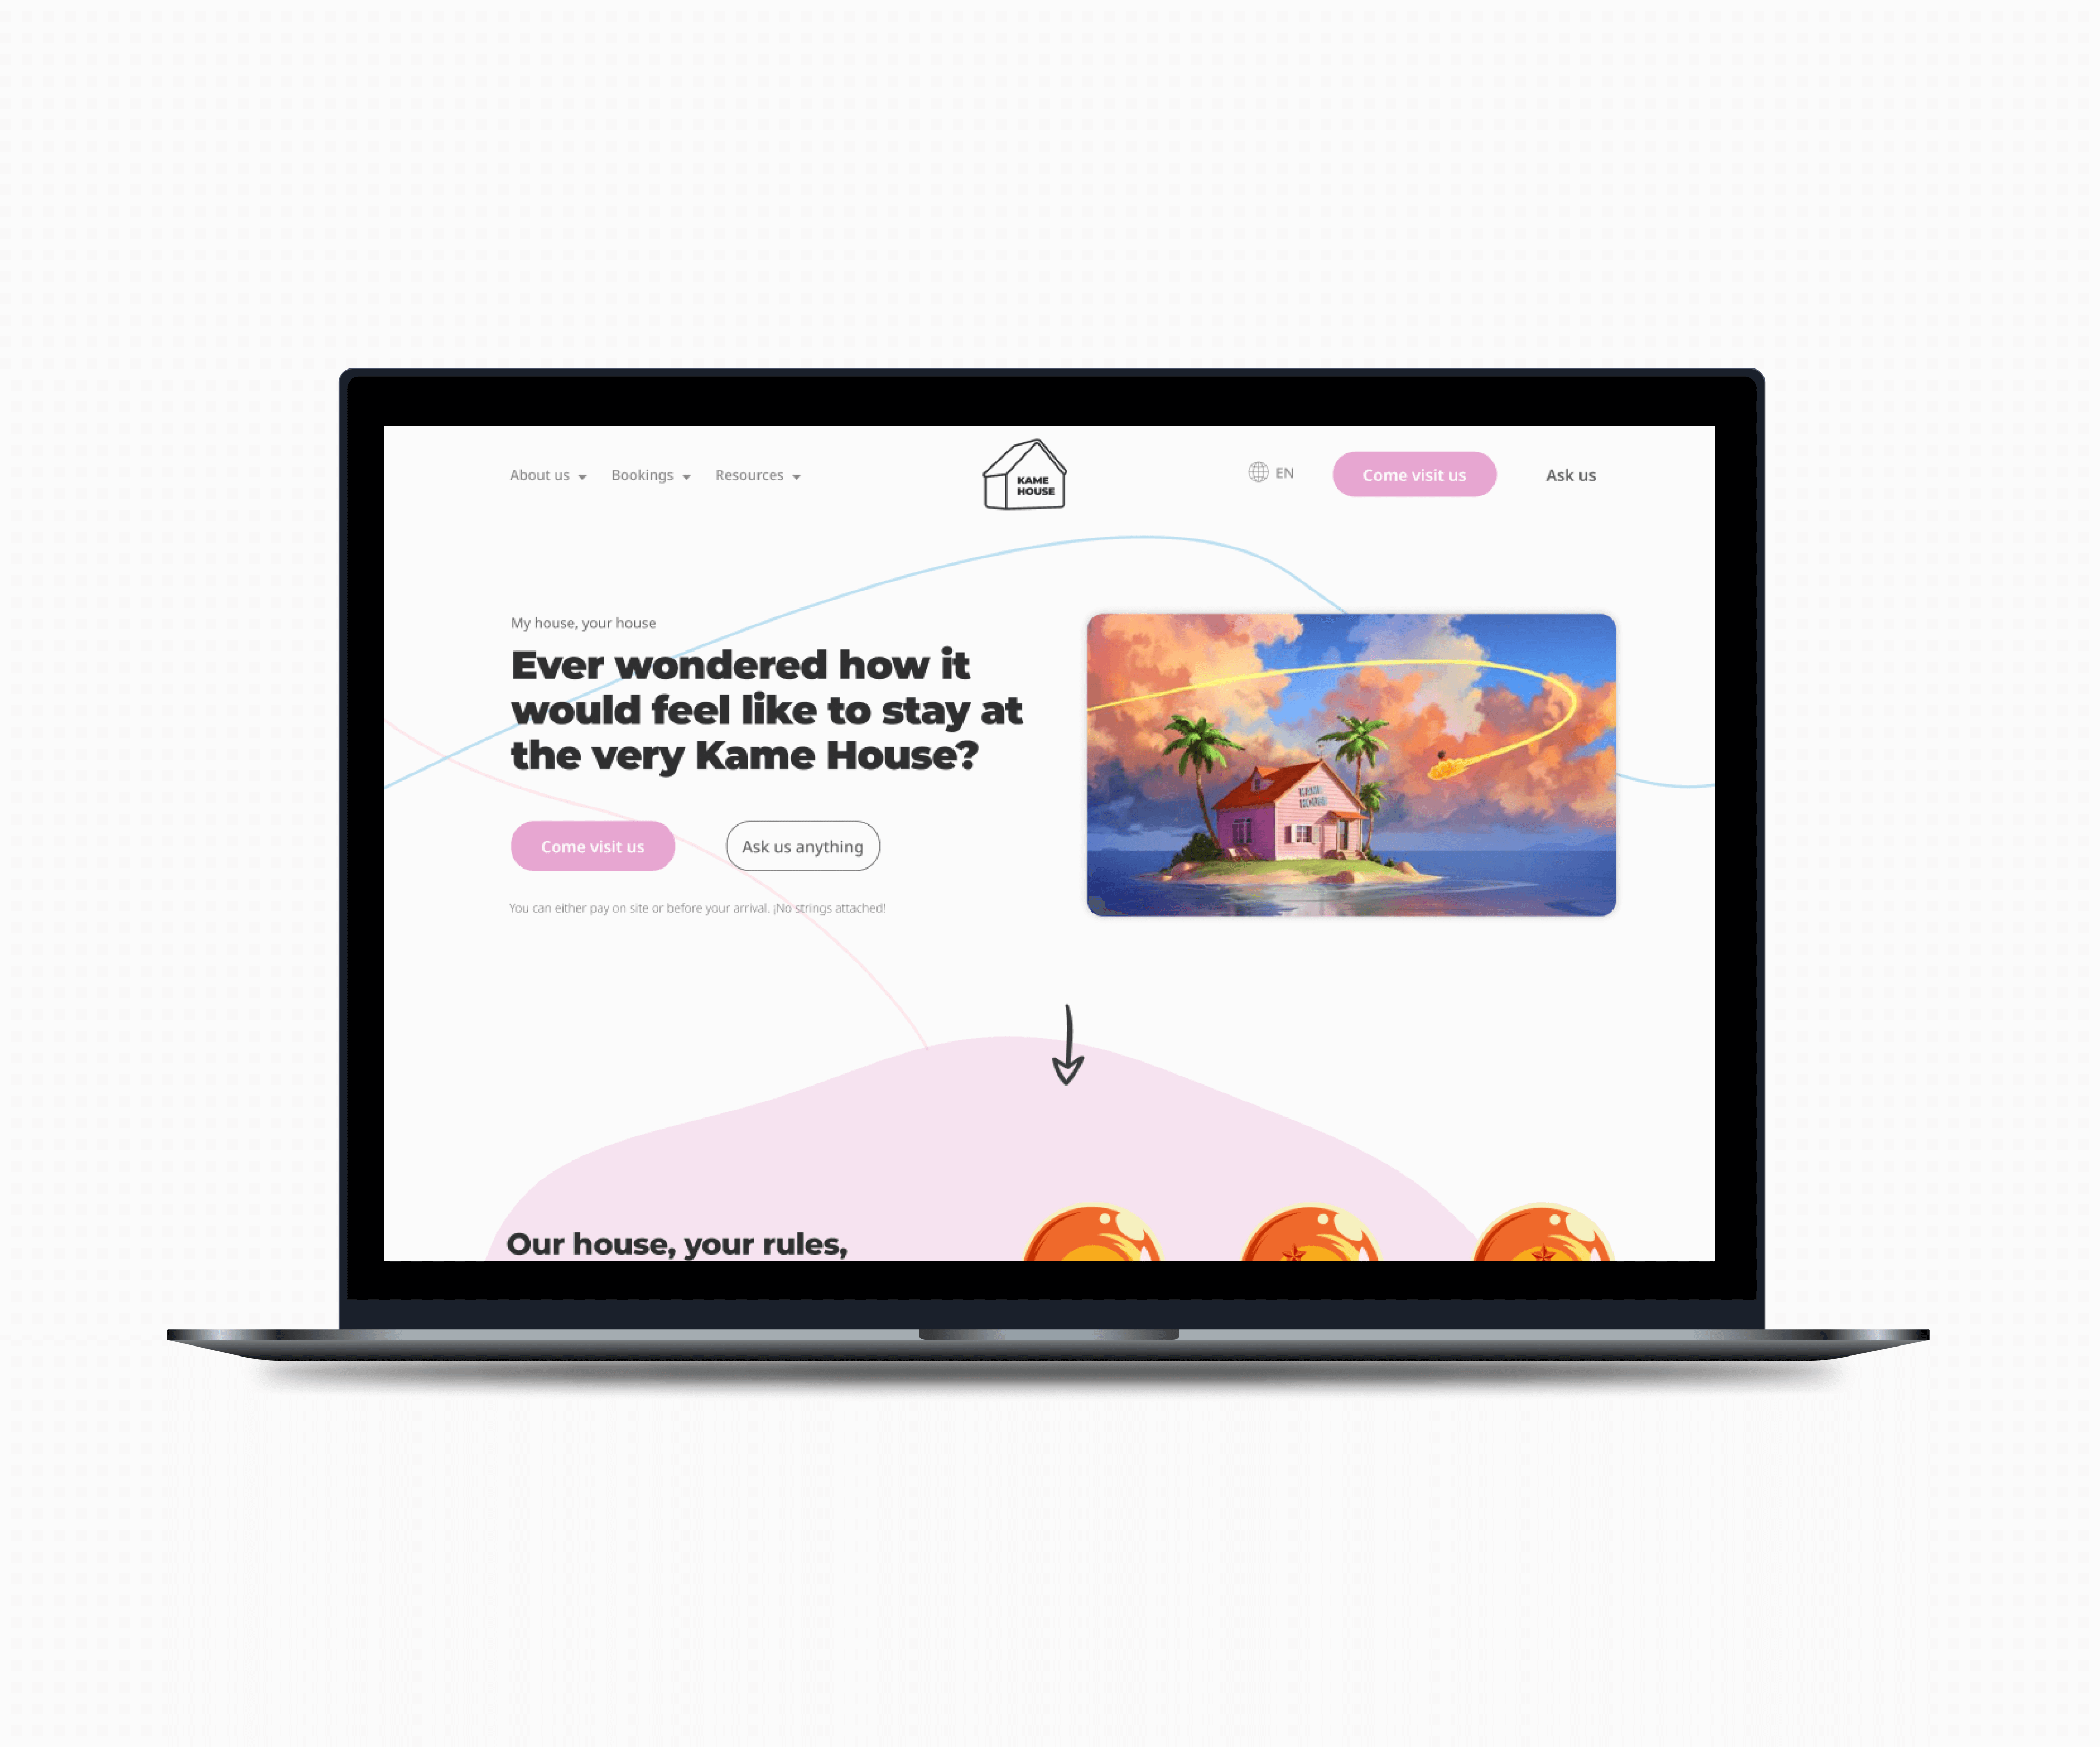 About us
Bookings
Resources
KAME
HOUSE
EN
Come visit us
Ask us
My house, your house
Ever wondered how it
would feel like to stay at
the very Kame House?
Come visit us
Ask us anything
You can either pay on site or before your arrival. ¡No strings attached!
KAME
HOUSE
Our house, your rules,